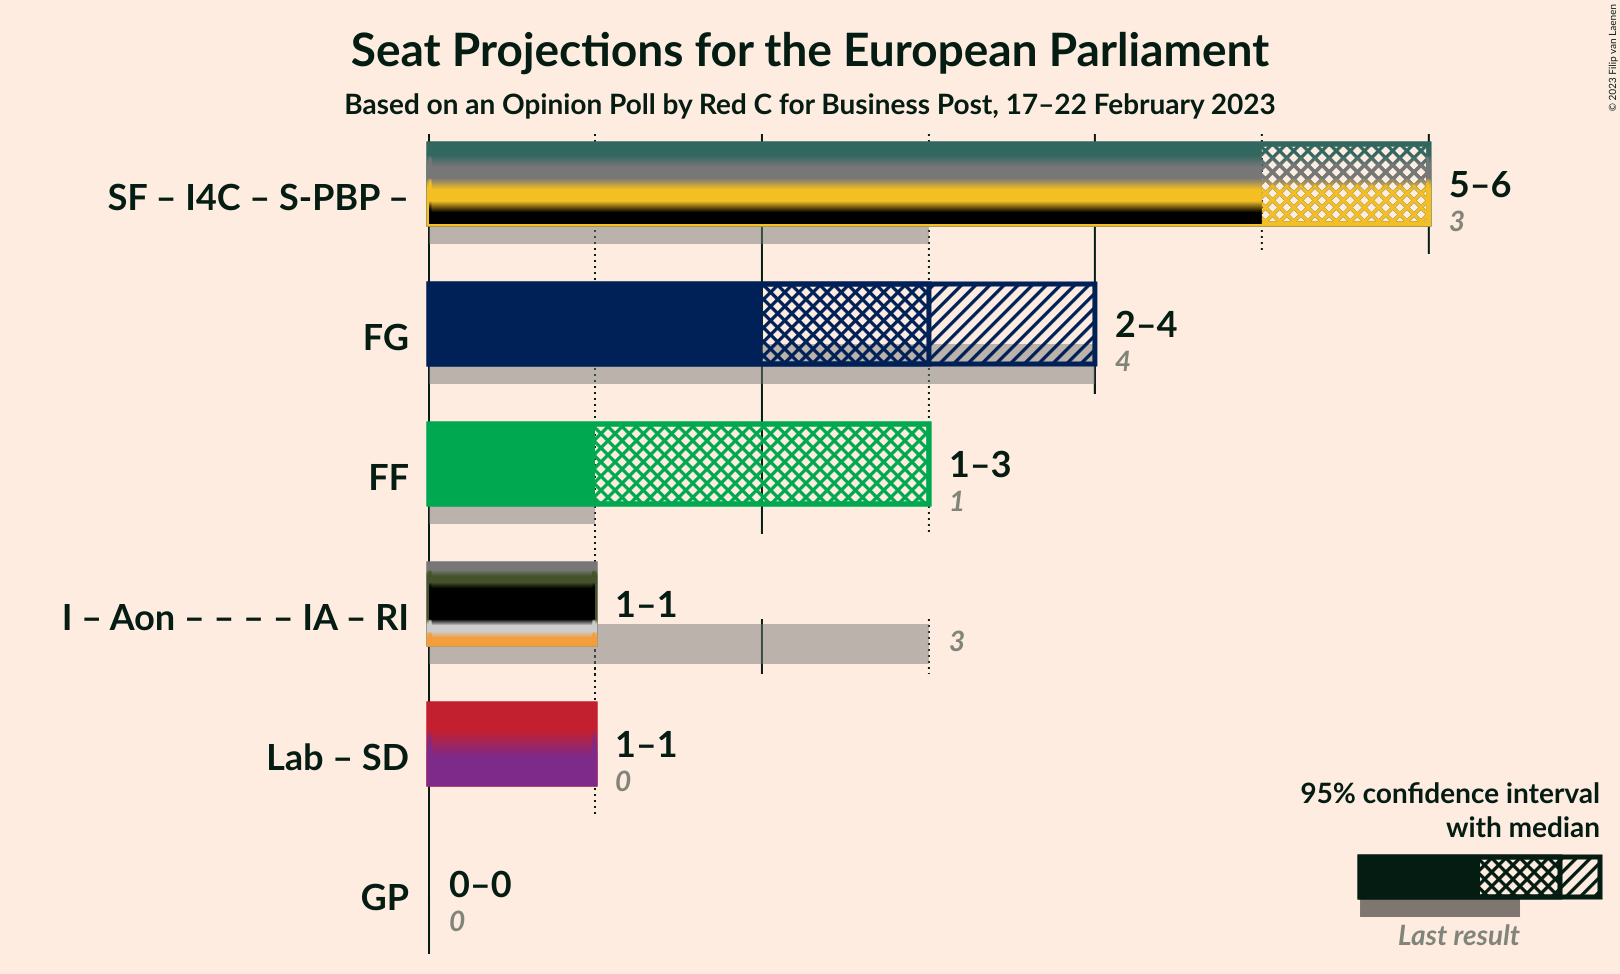 Seat Projections for the European Parliament
Based on an Opinion Poll by Red C for Business Post, 17–22 February 2023
© 2023 Filip van Laenen
SF – I4C – S-PBP –
5–6
3
FG
2–4
4
FF
1–3
1
I – Aon – – – – IA – RI
1–1
3
Lab – SD
1–1
0
GP
0–0
0
95% confidence interval
with median
Last result